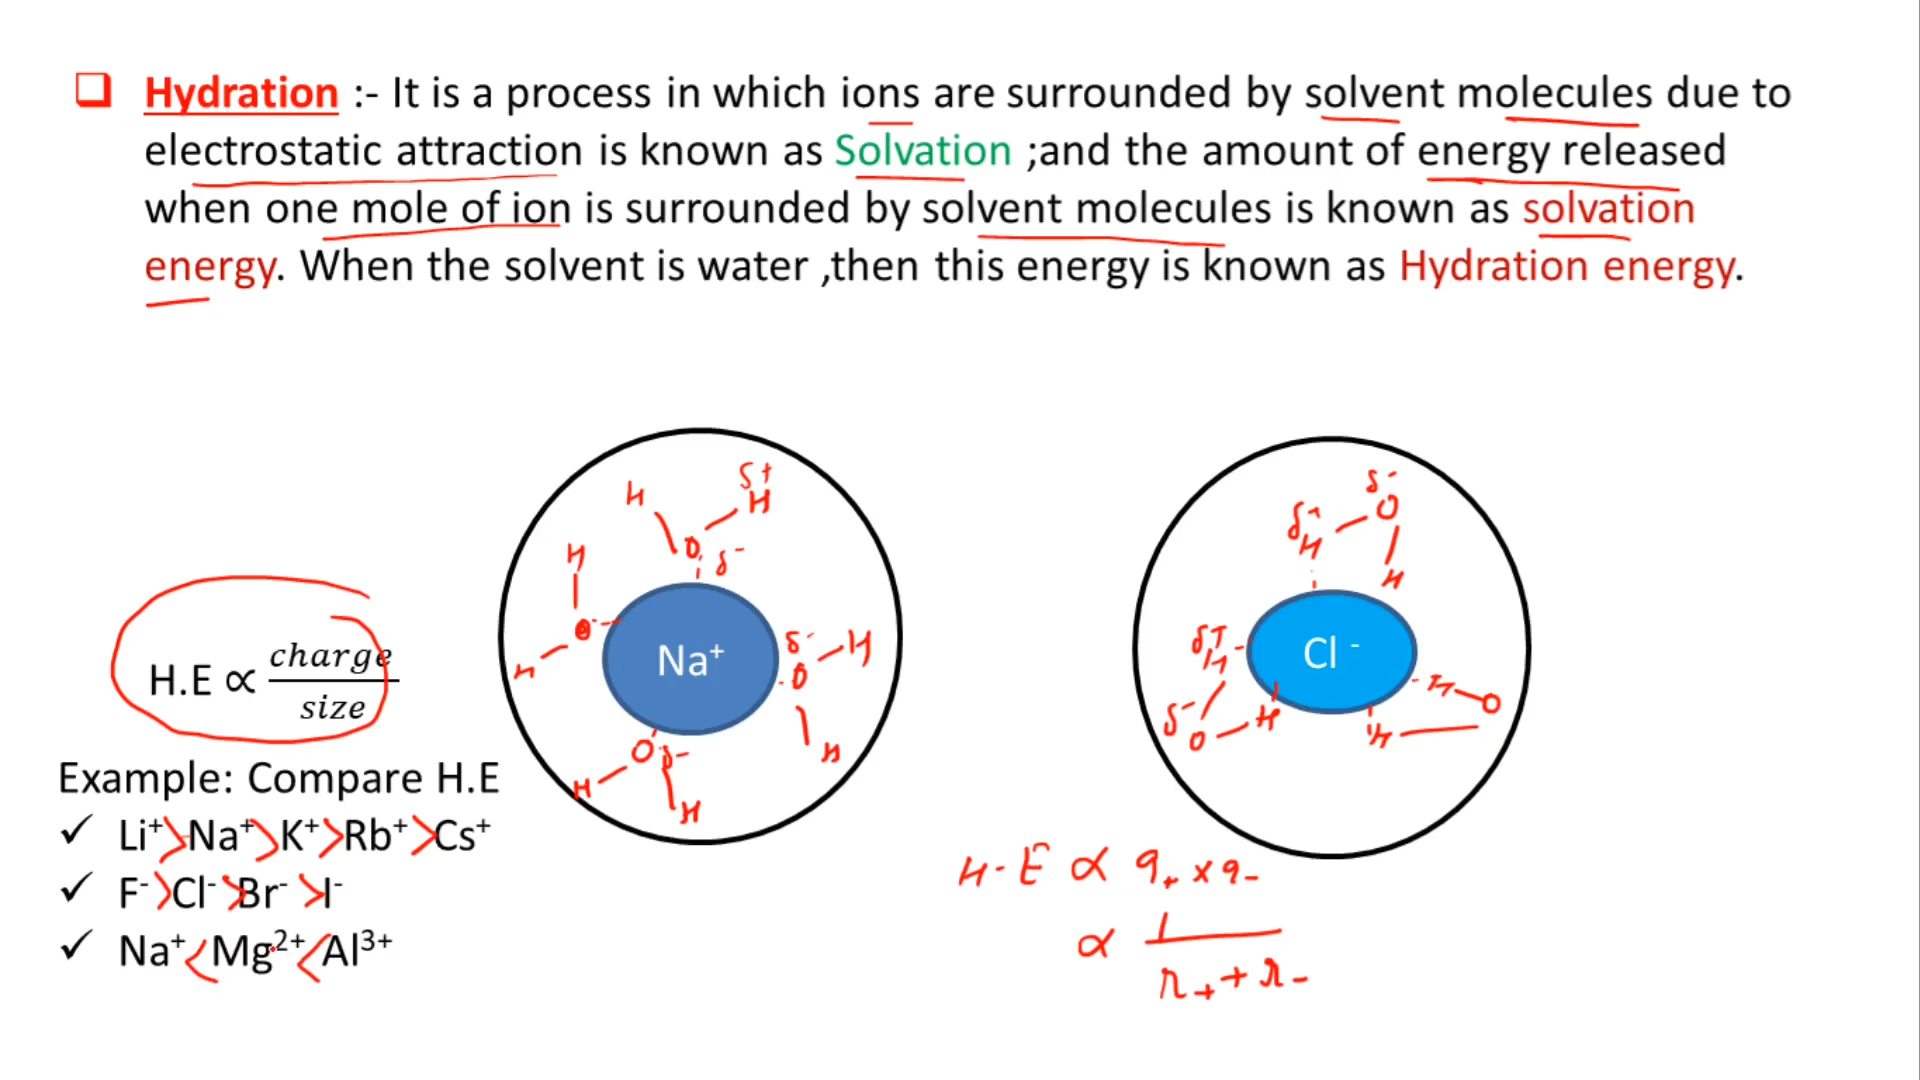 ❑ Hydration :- It is a process in which ions are surrounded by solvent molecules due to
electrostatic attraction is known as Solvation ;and the amount of energy released
when one mole of ion is surrounded by solvent molecules is known as solvation
energy. When the solvent is water ,then this energy is known as Hydration energy.
H.E ∝ charge/size
Example: Compare H.E
✓ Li⁺ > Na⁺ > K⁺ > Rb⁺ > Cs⁺
✓ F⁻ > Cl⁻ > Br⁻ > I⁻
✓ Na⁺ < Mg²⁺ < Al³⁺
H δ+ H
O δ-
H
O-
H
Na⁺
δ- H
O
H
O δ-
H H
δ-
δ+ O
H H
δ+
H
Cl ⁻
δ-
O H
H O
H
H.E ∝ q₊ × q₋
∝ 1/(r₊ + r₋)